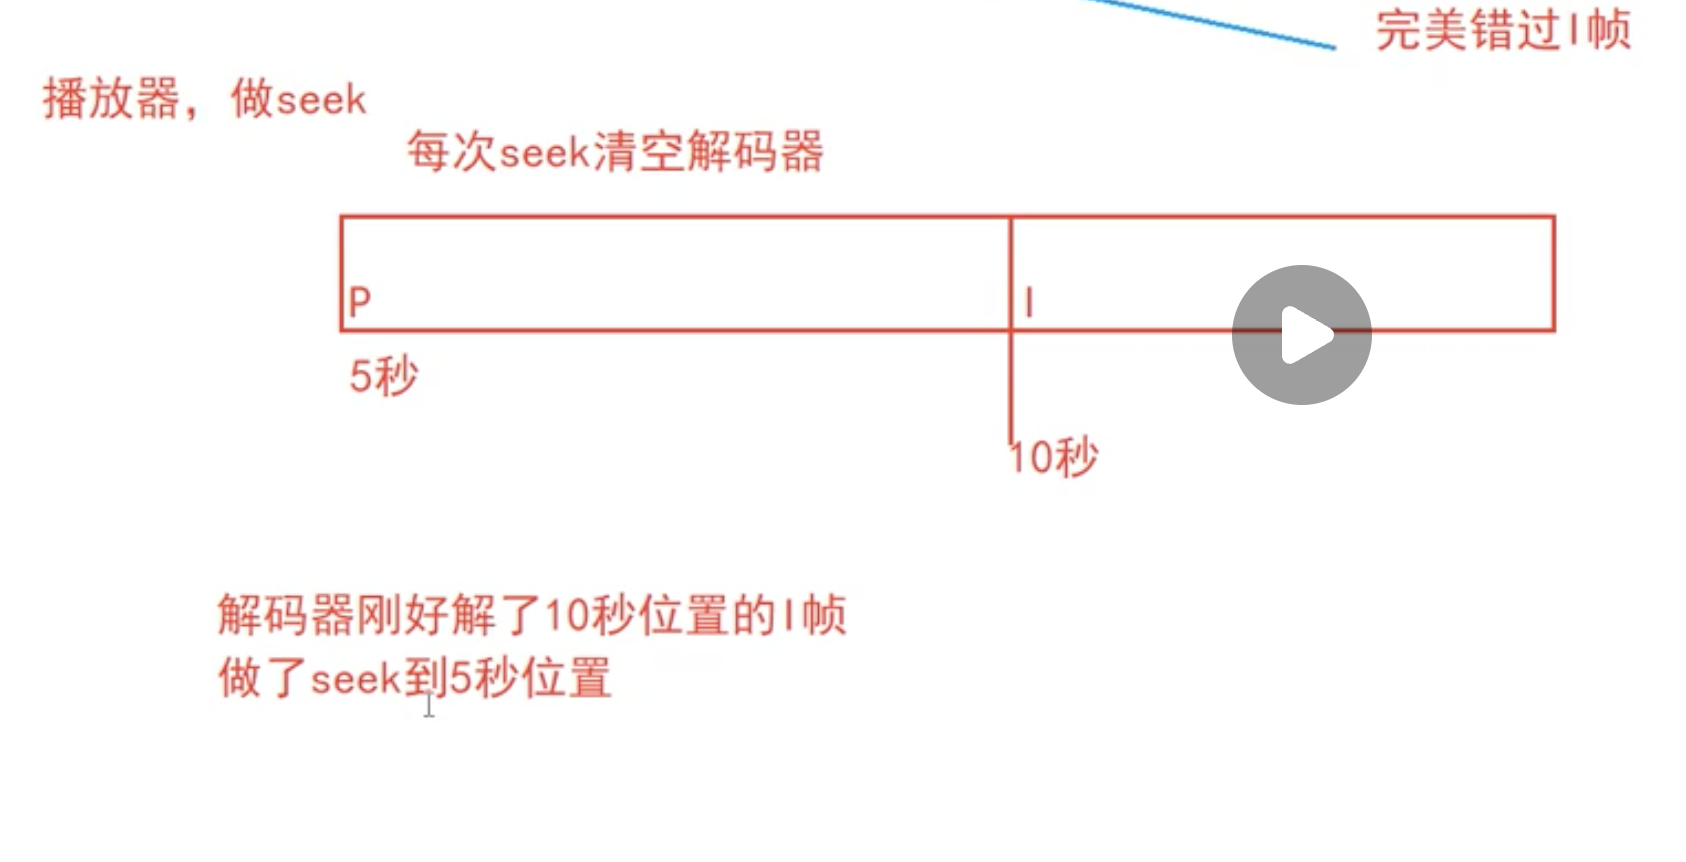 完美错过I帧
播放器，做seek
每次seek清空解码器
P
I
5秒
10秒
解码器刚好解了10秒位置的I帧
做了seek到5秒位置